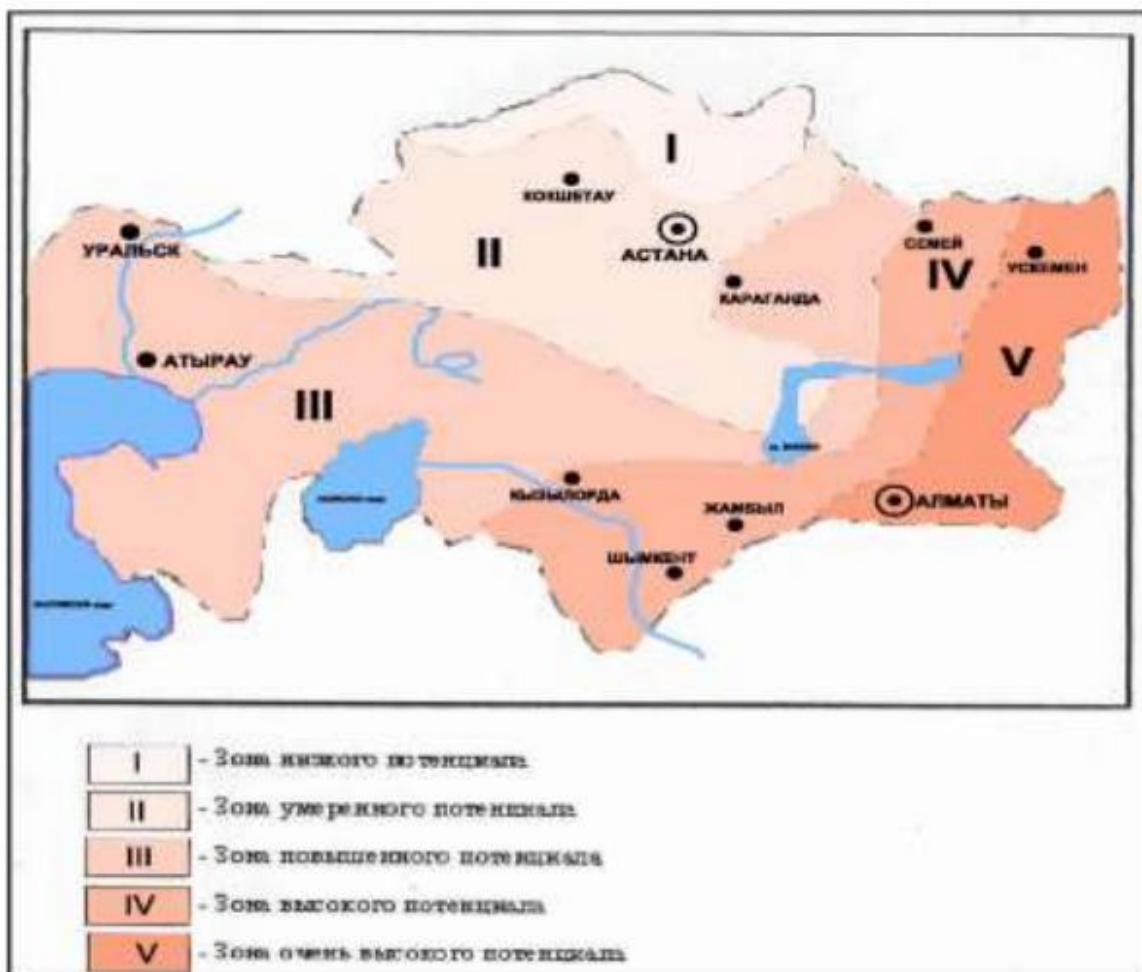 I
КОКШЕТАУ
АСТАНА
УРАЛЬСК
II
СЕМЕЙ
IV
УСКЕМЕН
КАРАГАНДА
АТЫРАУ
V
III
КЫЗЫЛОРДА
ЖАМБЫЛ
АЛМАТЫ
ШЫМКЕНТ
I - Зона низкого потенциала
II - Зона умеренного потенциала
III - Зона повышенного потенциала
IV - Зона высокого потенциала
V - Зона очень высокого потенциала